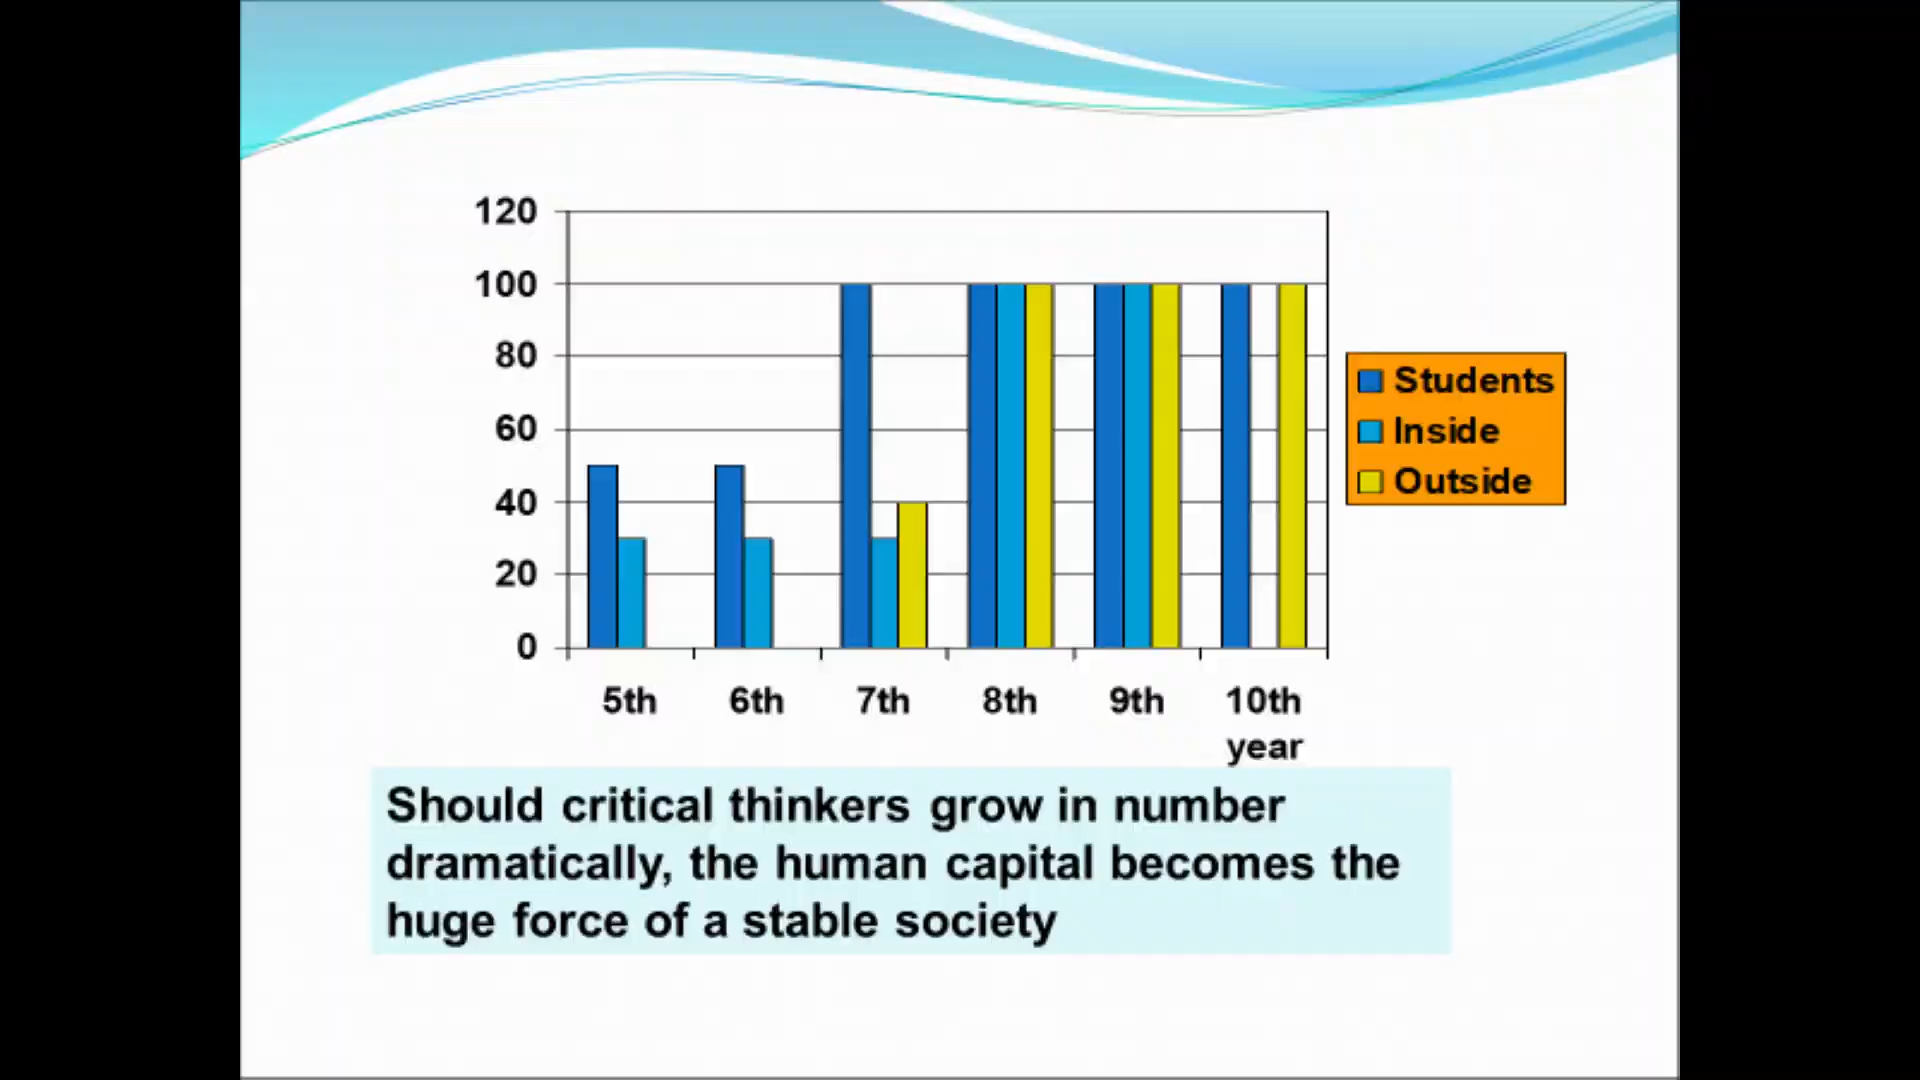 120
100
80
60
40
20
0
5th 6th 7th 8th 9th 10th
year
Students
Inside
Outside
Should critical thinkers grow in number
dramatically, the human capital becomes the
huge force of a stable society